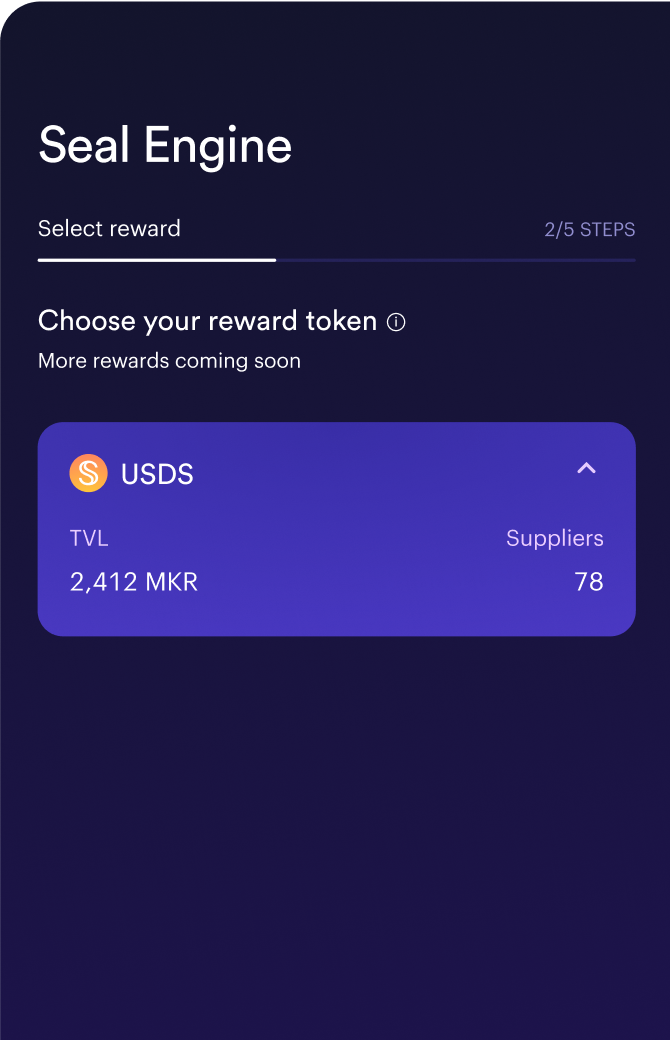 Seal Engine
Select reward
2/5 STEPS
Choose your reward token
More rewards coming soon
USDS
TVL
Suppliers
2,412 MKR
78